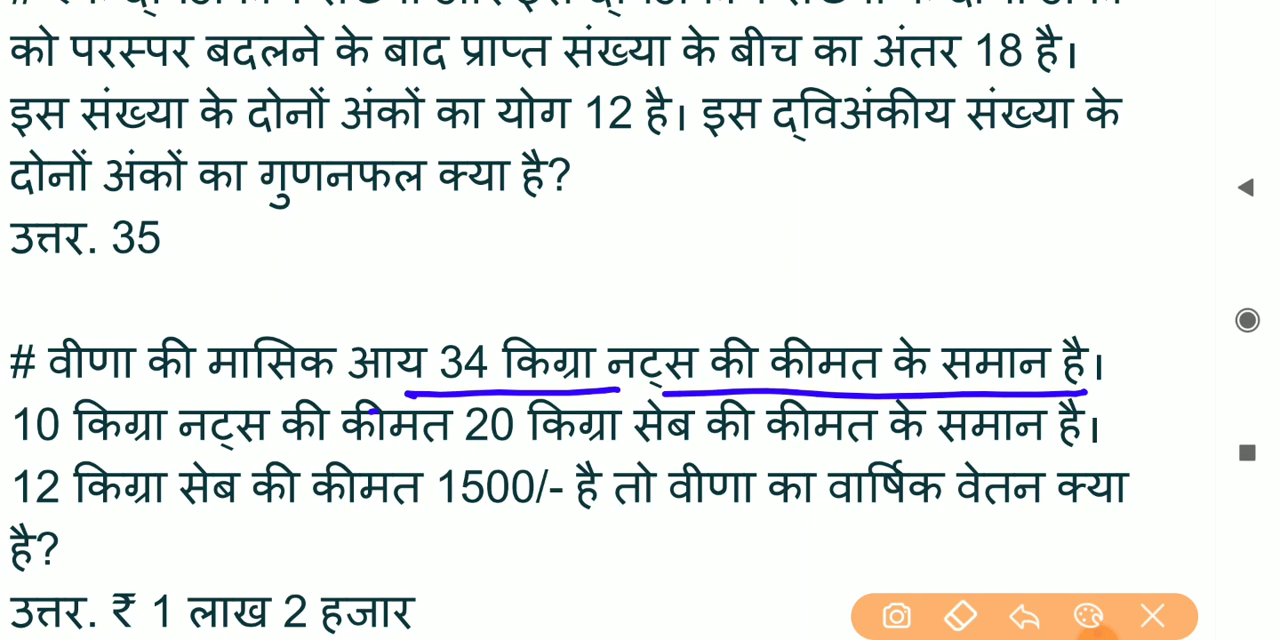 को परस्पर बदलने के बाद प्राप्त संख्या के बीच का अंतर 18 है।
इस संख्या के दोनों अंकों का योग 12 है। इस द्विअंकीय संख्या के
दोनों अंकों का गुणनफल क्या है?
उत्तर. 35
# वीणा की मासिक आय 34 किग्रा नट्स की कीमत के समान है।
10 किग्रा नट्स की कीमत 20 किग्रा सेब की कीमत के समान है।
12 किग्रा सेब की कीमत 1500/- है तो वीणा का वार्षिक वेतन क्या
है?
उत्तर. ₹ 1 लाख 2 हजार